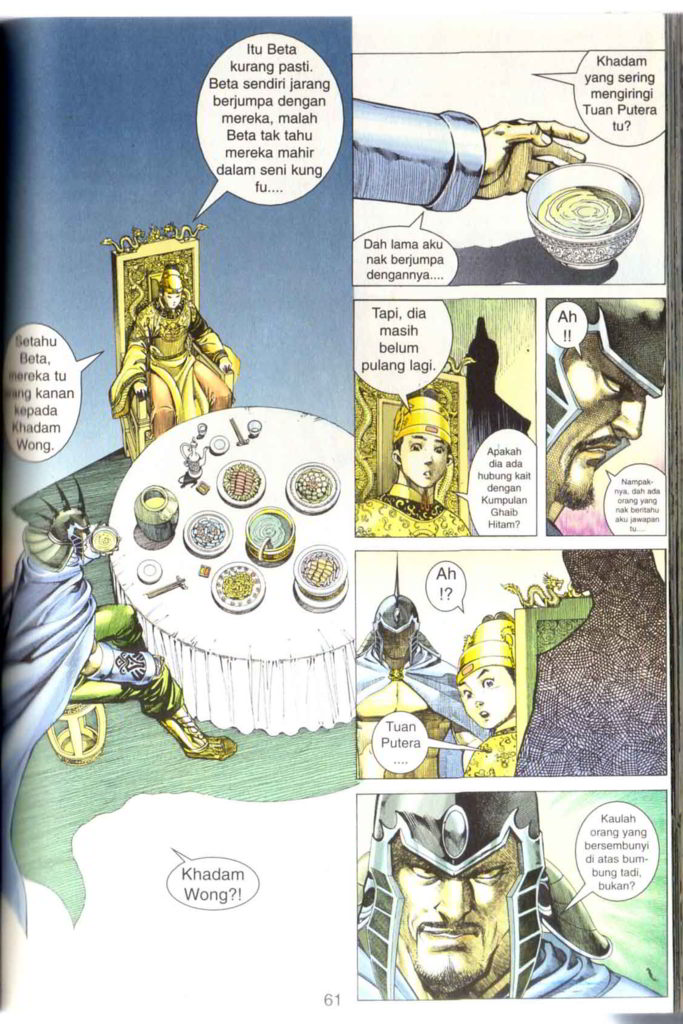 Itu Beta
kurang pasti.
Beta sendiri jarang
berjumpa dengan
mereka, malah
Beta tak tahu
mereka mahir
dalam seni kung
fu....
Setahu
Beta,
mereka tu
kanan
kepada
Khadam
Wong.
Khadam
Wong?!
Khadam
yang sering
mengiringi
Tuan Putera
tu?
Dah lama aku
nak berjumpa
dengannya....
Tapi, dia
masih
belum
pulang lagi.
Apakah
dia ada
hubung kait
dengan
Kumpulan
Ghaib
Hitam?
Ah
!!
Nampak-
nya, dah ada
orang yang
nak beritahu
aku jawapan
tu....
Ah
!?
Tuan
Putera
....
Kaulah
orang yang
bersembunyi
di atas bum-
bung tadi,
bukan?
61